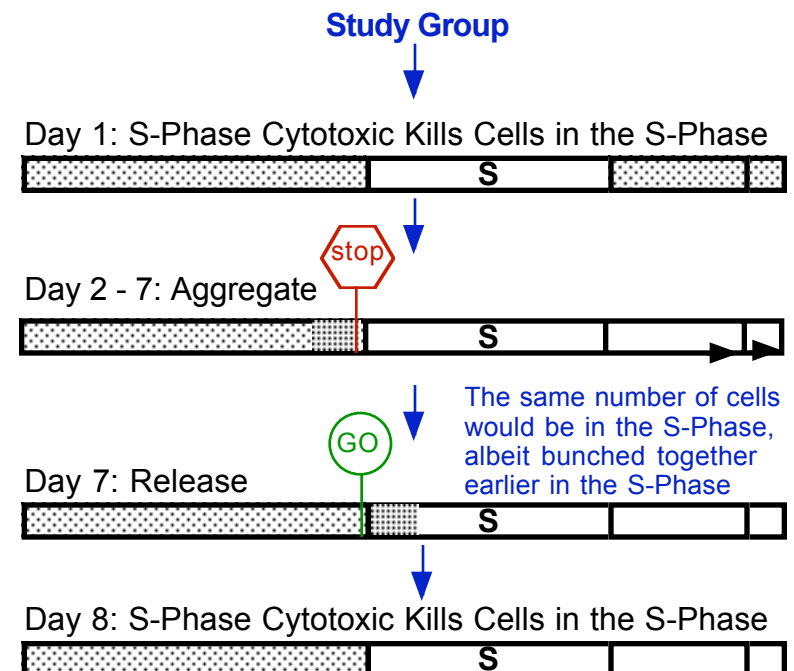 Study Group
Day 1: S-Phase Cytotoxic Kills Cells in the S-Phase
S
stop
Day 2 - 7: Aggregate
S
The same number of cells
would be in the S-Phase,
albeit bunched together
earlier in the S-Phase
GO
Day 7: Release
S
Day 8: S-Phase Cytotoxic Kills Cells in the S-Phase
S